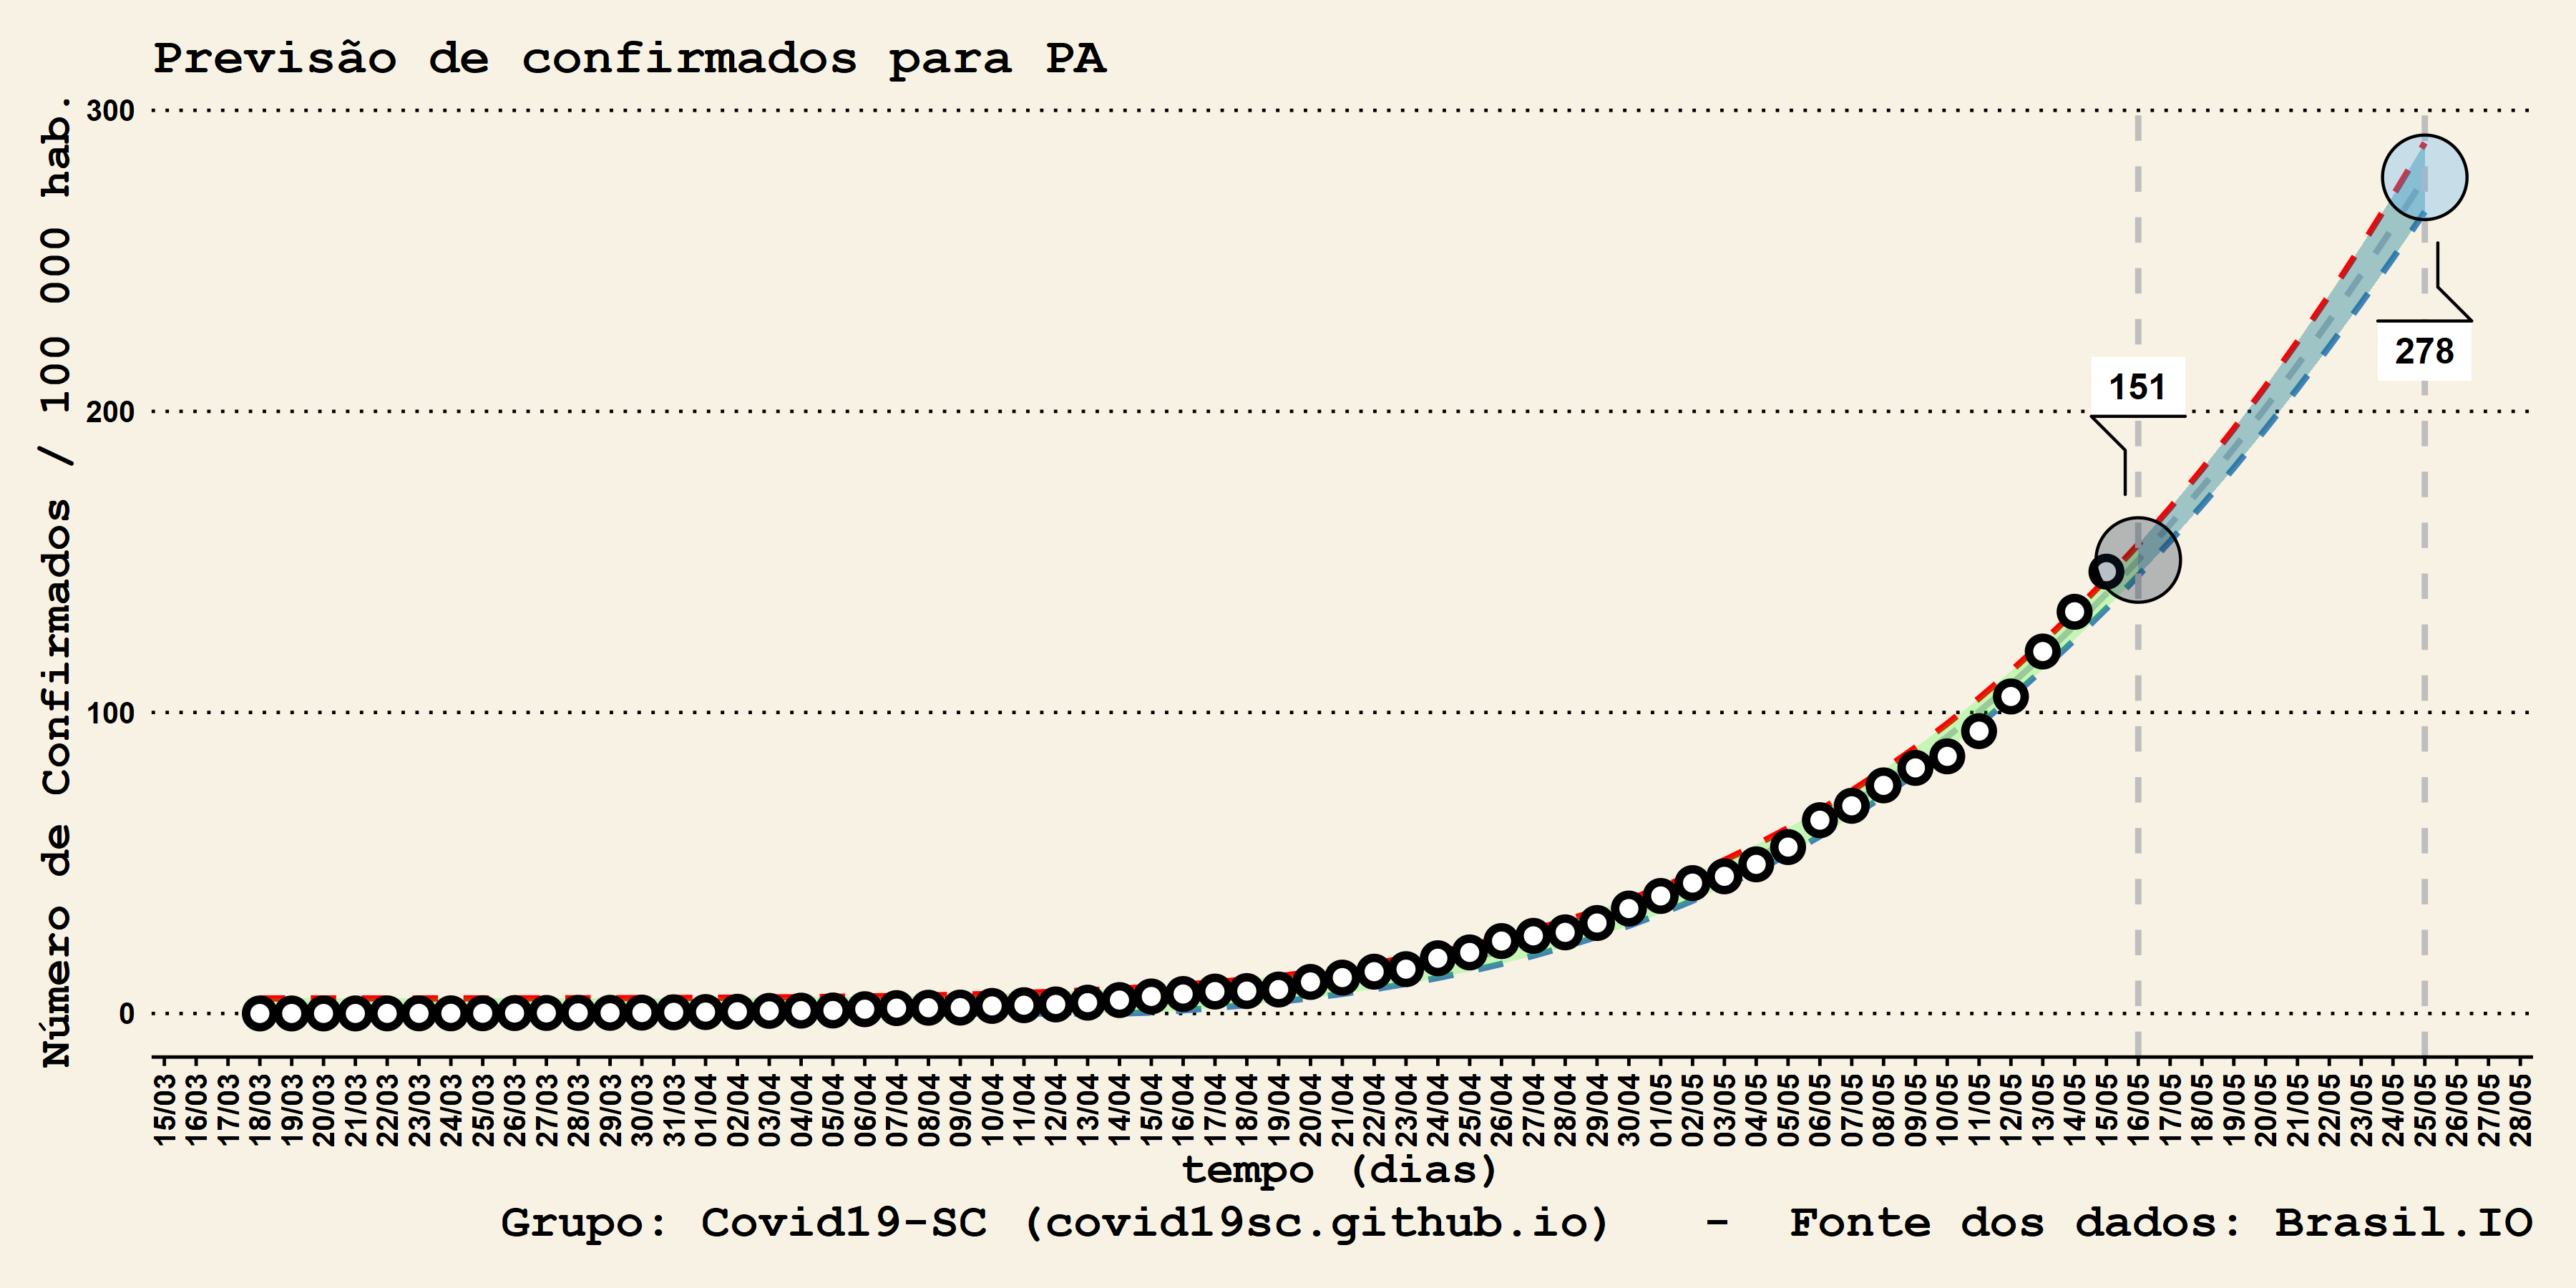 Previsão de confirmados para PA
Número de Confirmados / 100 000 hab.
300
200
100
0
151
278
15/03 16/03 17/03 18/03 19/03 20/03 21/03 22/03 23/03 24/03 25/03 26/03 27/03 28/03 29/03 30/03 31/03 01/04 02/04 03/04 04/04 05/04 06/04 07/04 08/04 09/04 10/04 11/04 12/04 13/04 14/04 15/04 16/04 17/04 18/04 19/04 20/04 21/04 22/04 23/04 24/04 25/04 26/04 27/04 28/04 29/04 30/04 01/05 02/05 03/05 04/05 05/05 06/05 07/05 08/05 09/05 10/05 11/05 12/05 13/05 14/05 15/05 16/05 17/05 18/05 19/05 20/05 21/05 22/05 23/05 24/05 25/05 26/05 27/05 28/05
tempo (dias)
Grupo: Covid19-SC (covid19sc.github.io) - Fonte dos dados: Brasil.IO